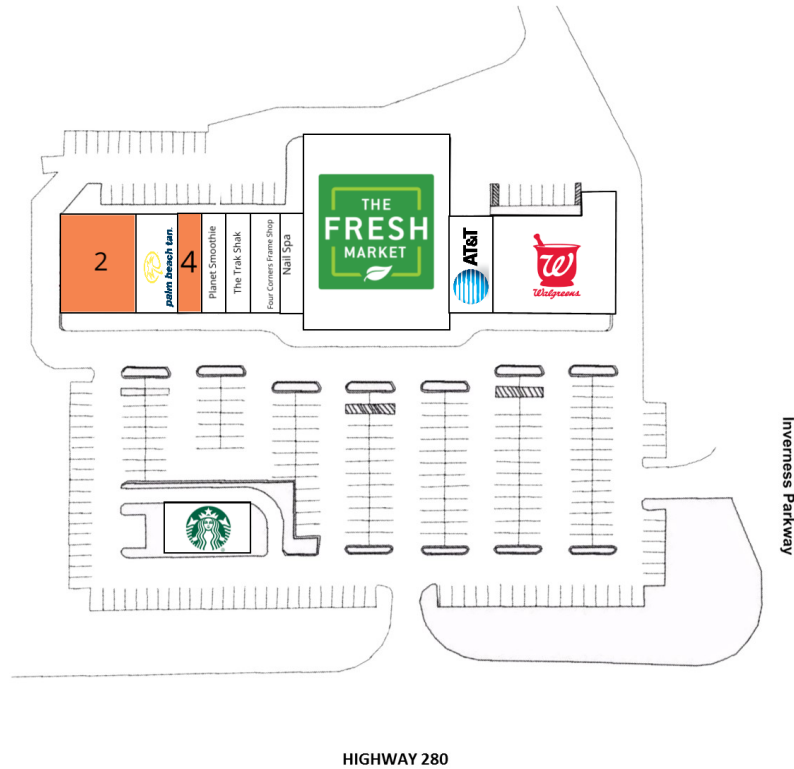 2
palm beach tan.
4
Planet Smoothie
The Trak Shak
Four Corners Frame Shop
Nail Spa
THE
FRESH
MARKET
AT&T
W
Walgreens
Inverness Parkway
HIGHWAY 280